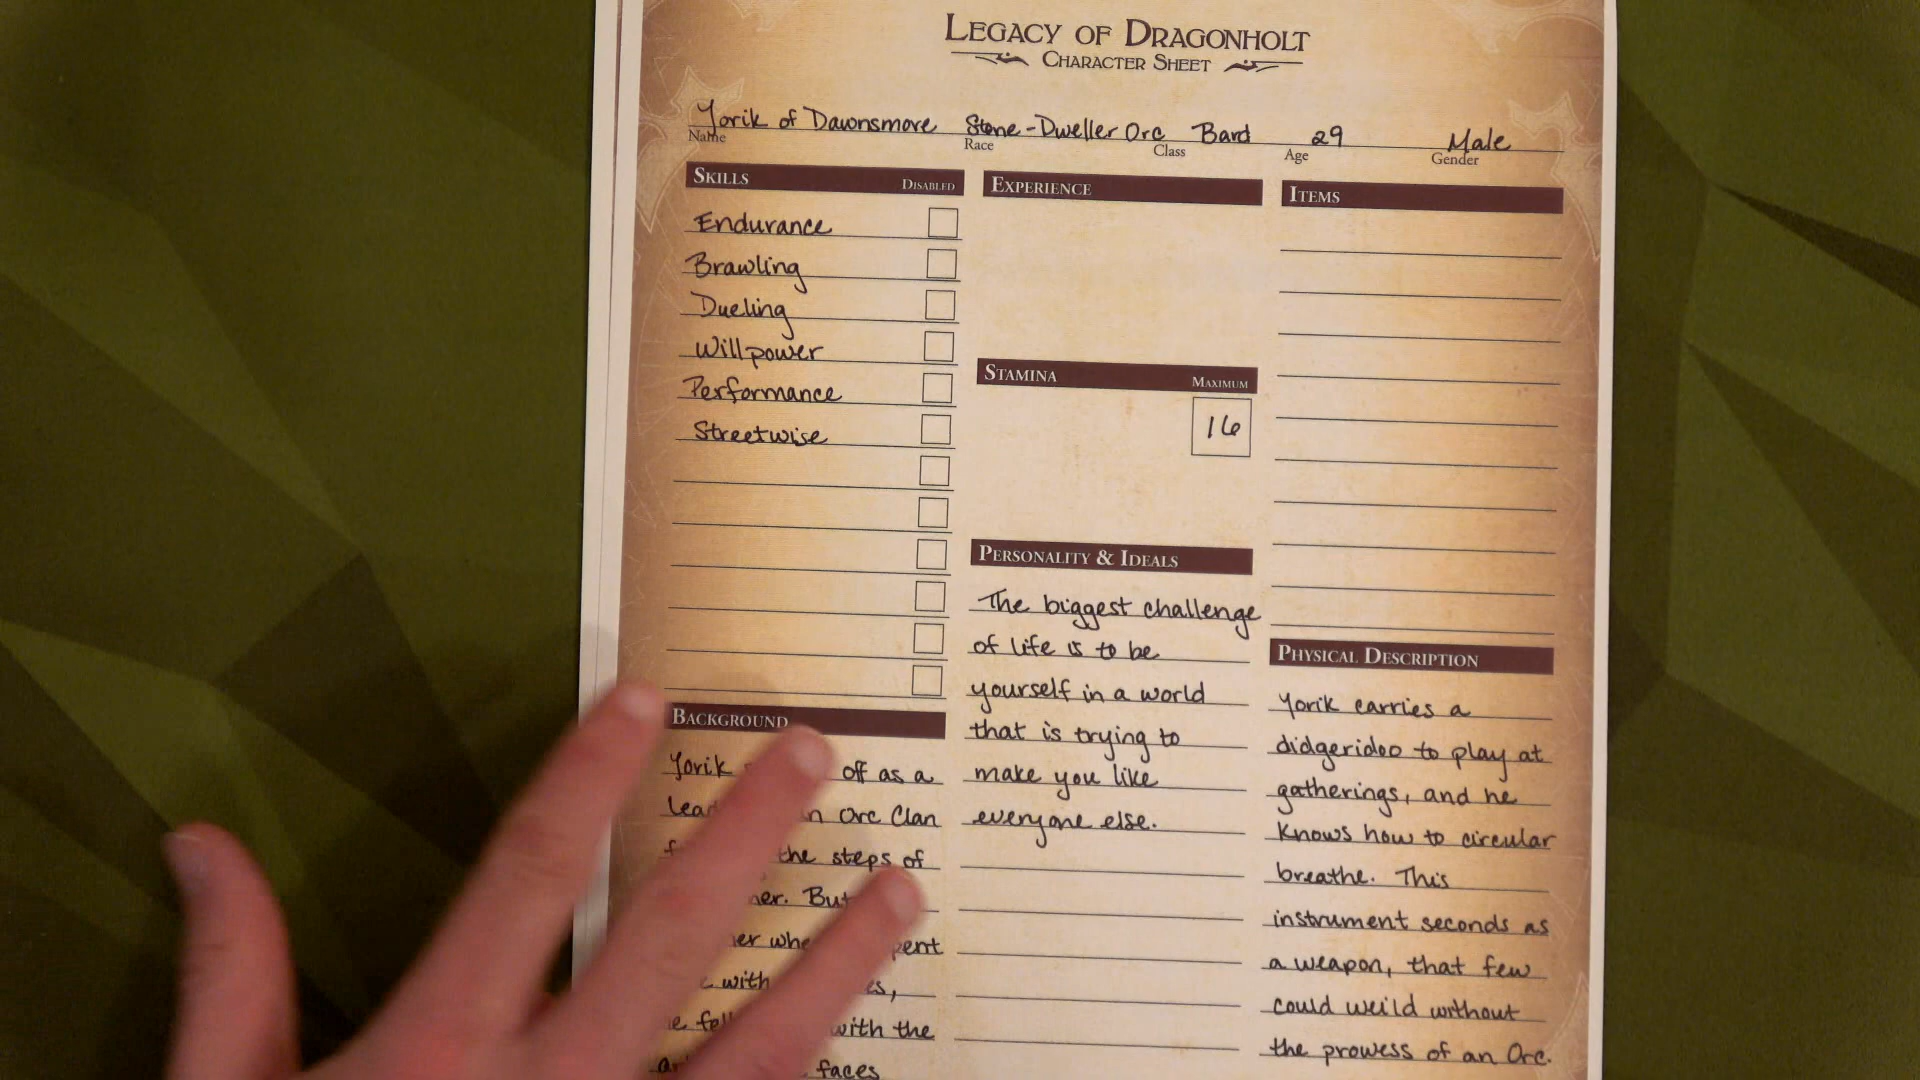 Legacy of Dragonholt
Character Sheet
Yorik of Dawnsmore Stone-Dweller Orc Bard 29 Male
Name Race Class Age Gender
Skills Disabled
Endurance
Brawling
Dueling
Willpower
Performance
Streetwise
Background
Yorik off as a
Orc Clan
the steps of
But
with
with the
faces
Experience
Stamina Maximum
16
Personality & Ideals
The biggest challenge
of life is to be
yourself in a world
that is trying to
make you like
everyone else.
Items
Physical Description
Yorik carries a
didgeridoo to play at
gatherings, and he
knows how to circular
breathe. This
instrument seconds as
a weapon, that few
could weild without
the prowess of an Orc.